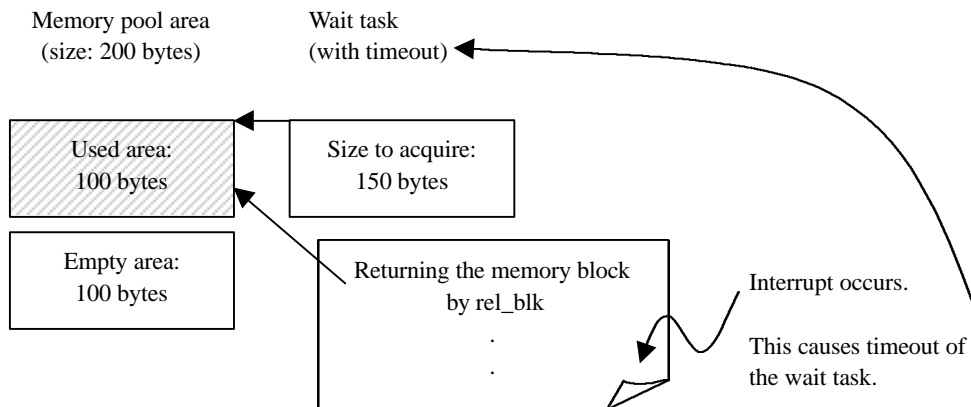 Memory pool area
(size: 200 bytes)
Wait task
(with timeout)
Used area:
100 bytes
Size to acquire:
150 bytes
Empty area:
100 bytes
Returning the memory block
by rel_blk
.
.
Interrupt occurs.
This causes timeout of
the wait task.